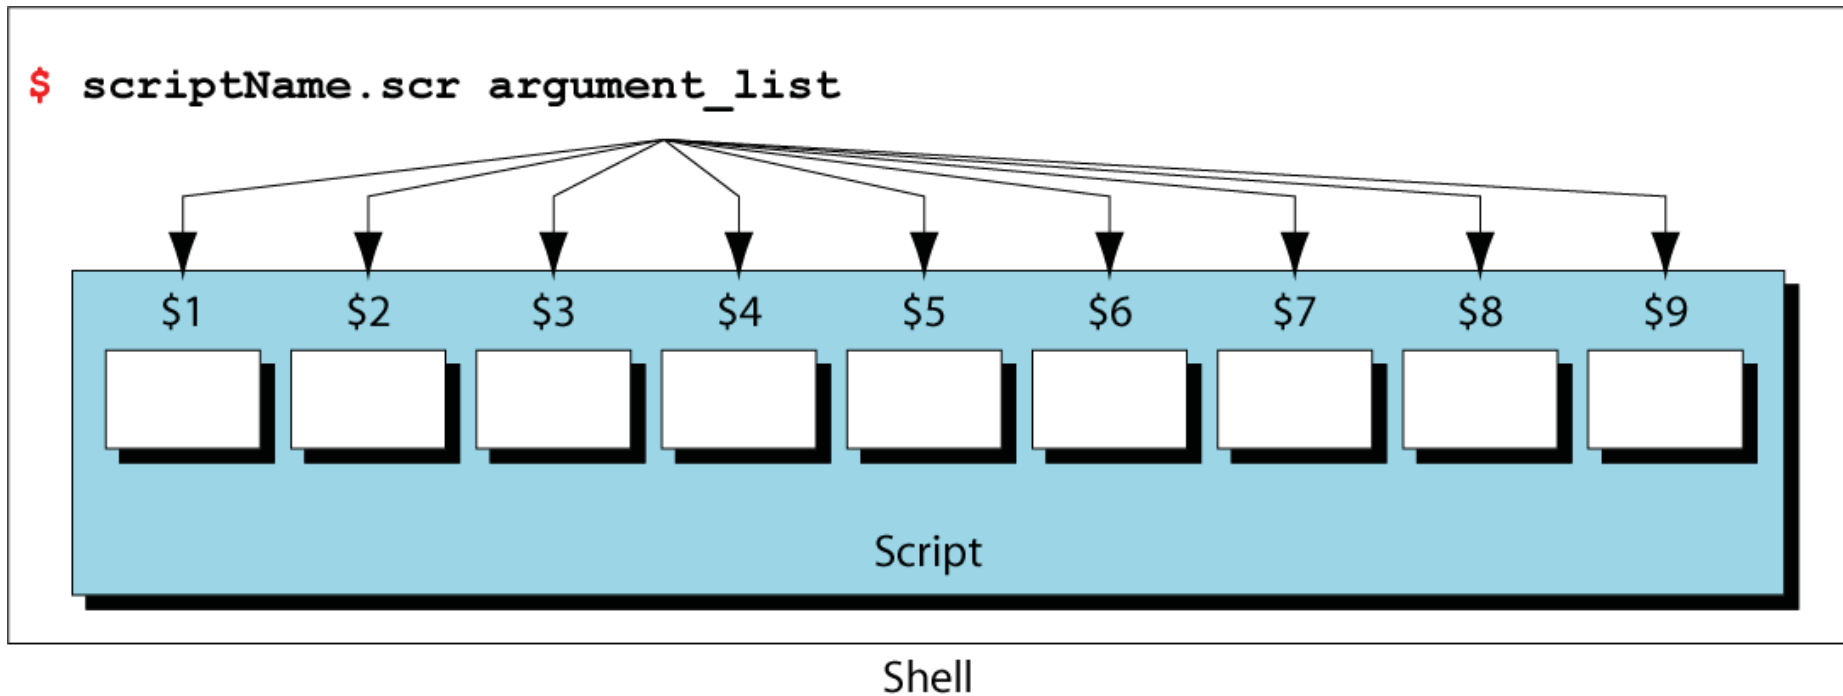 $ scriptName.scr argument_list
$1 $2 $3 $4 $5 $6 $7 $8 $9
Script
Shell